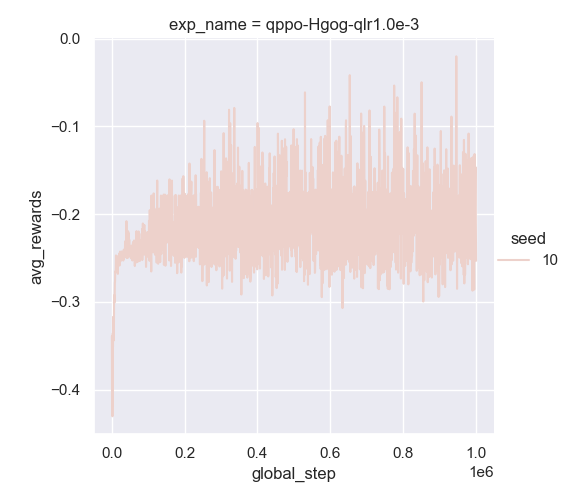 exp_name = qppo-Hgog-qlr1.0e-3
0.0
−0.1
−0.2
−0.3
−0.4
avg_rewards
0.0 0.2 0.4 0.6 0.8 1.0
1e6
global_step
seed
10